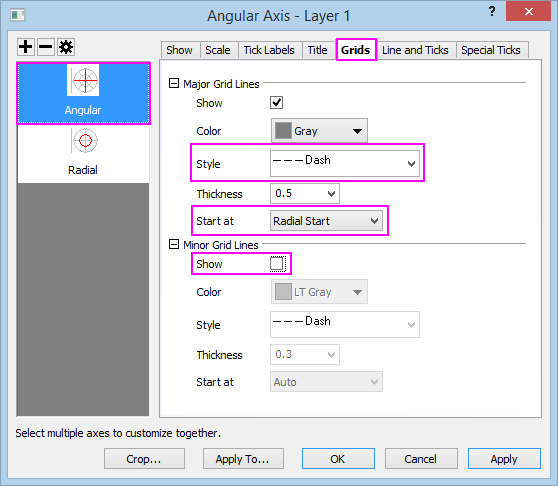 Angular Axis - Layer 1
Show Scale Tick Labels Title Grids Line and Ticks Special Ticks
Angular
Radial
Major Grid Lines
Show
Color Gray
Style Dash
Thickness 0.5
Start at Radial Start
Minor Grid Lines
Show
Color LT Gray
Style Dash
Thickness 0.3
Start at Auto
Select multiple axes to customize together.
Crop... Apply To... OK Cancel Apply